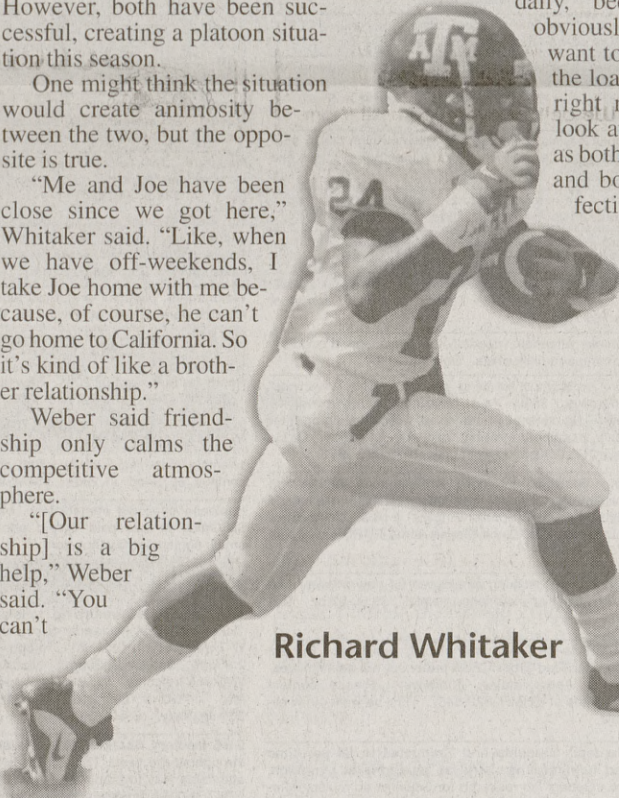 However, both have been suc-
cessful, creating a platoon situa-
tion this season.
One might think the situation
would create animosity be-
tween the two, but the oppo-
site is true.
“Me and Joe have been
close since we got here,”
Whitaker said. “Like, when
we have off-weekends, I
take Joe home with me be-
cause, of course, he can’t
go home to California. So
it’s kind of like a broth-
er relationship.”
Weber said friend-
ship only calms the
competitive atmos-
phere.
“[Our relation-
ship] is a big
help,” Weber
said. “You
can’t
ATM
24
Richard Whitaker
obviously
want to
the loa
right
look a
as both
and bo
fecti